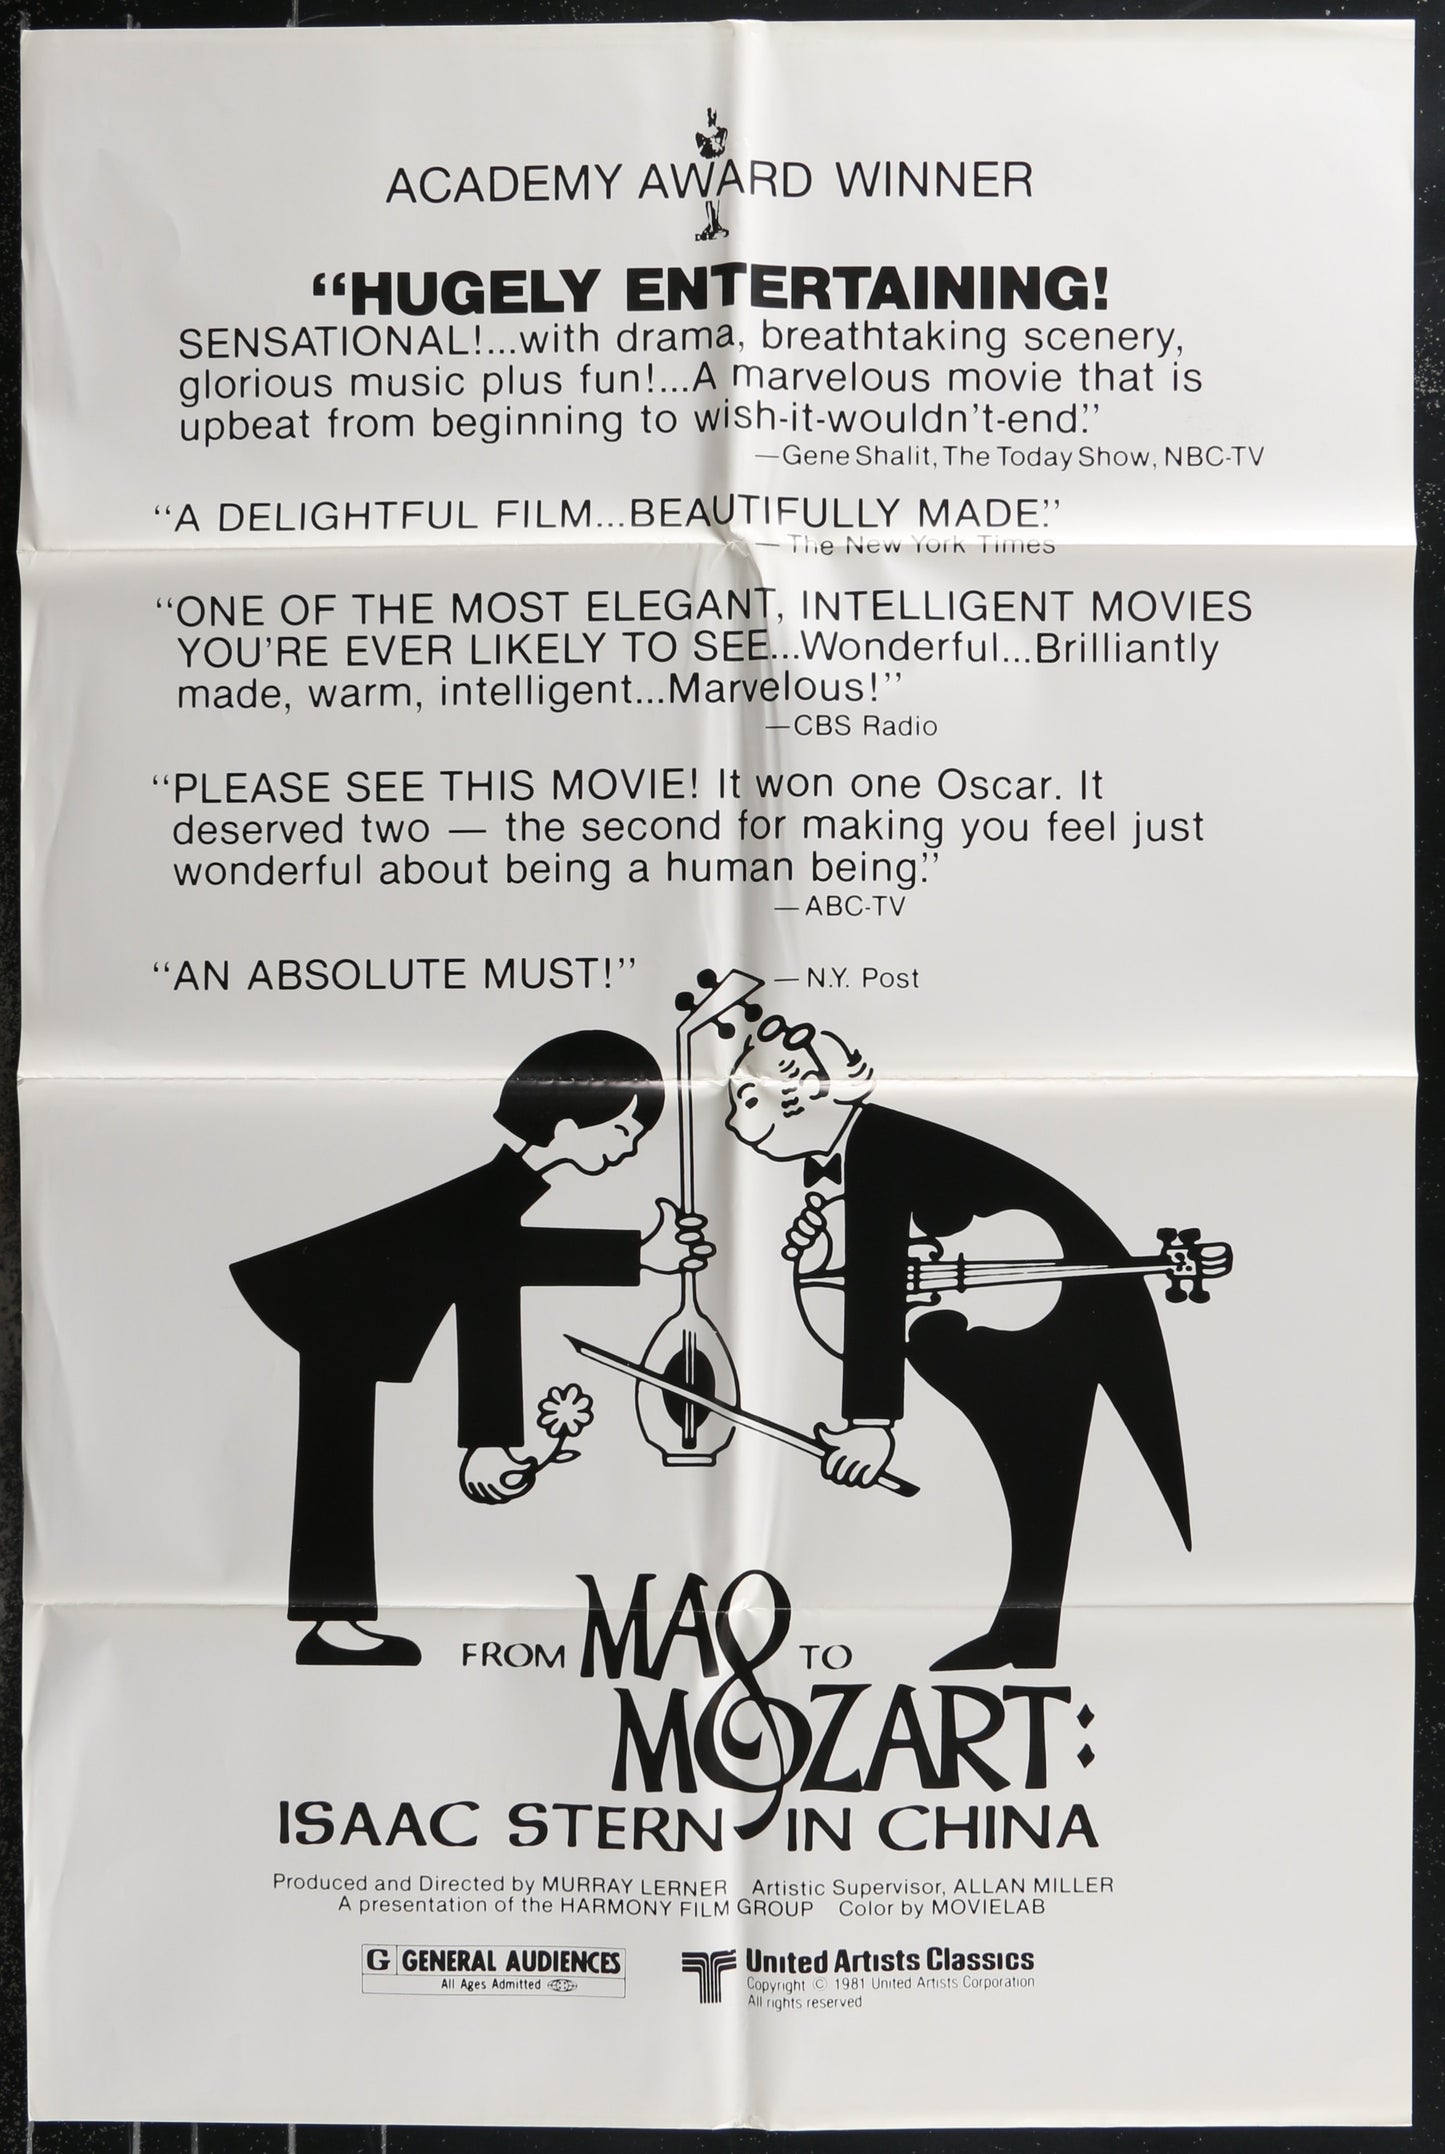 ACADEMY AWARD WINNER
“HUGELY ENTERTAINING!
SENSATIONAL!...with drama, breathtaking scenery,
glorious music plus fun!...A marvelous movie that is
upbeat from beginning to wish-it-wouldn't-end.”
—Gene Shalit, The Today Show, NBC-TV
“A DELIGHTFUL FILM...BEAUTIFULLY MADE.”
— The New York Times
“ONE OF THE MOST ELEGANT, INTELLIGENT MOVIES
YOU'RE EVER LIKELY TO SEE...Wonderful...Brilliantly
made, warm, intelligent...Marvelous!”
—CBS Radio
“PLEASE SEE THIS MOVIE! It won one Oscar. It
deserved two — the second for making you feel just
wonderful about being a human being.”
— ABC-TV
“AN ABSOLUTE MUST!” — N.Y. Post
FROM MAO TO
MOZART:
ISAAC STERN IN CHINA
Produced and Directed by MURRAY LERNER Artistic Supervisor, ALLAN MILLER
A presentation of the HARMONY FILM GROUP Color by MOVIELAB
G GENERAL AUDIENCES
All Ages Admitted
United Artists Classics
Copyright © 1981 United Artists Corporation
All rights reserved